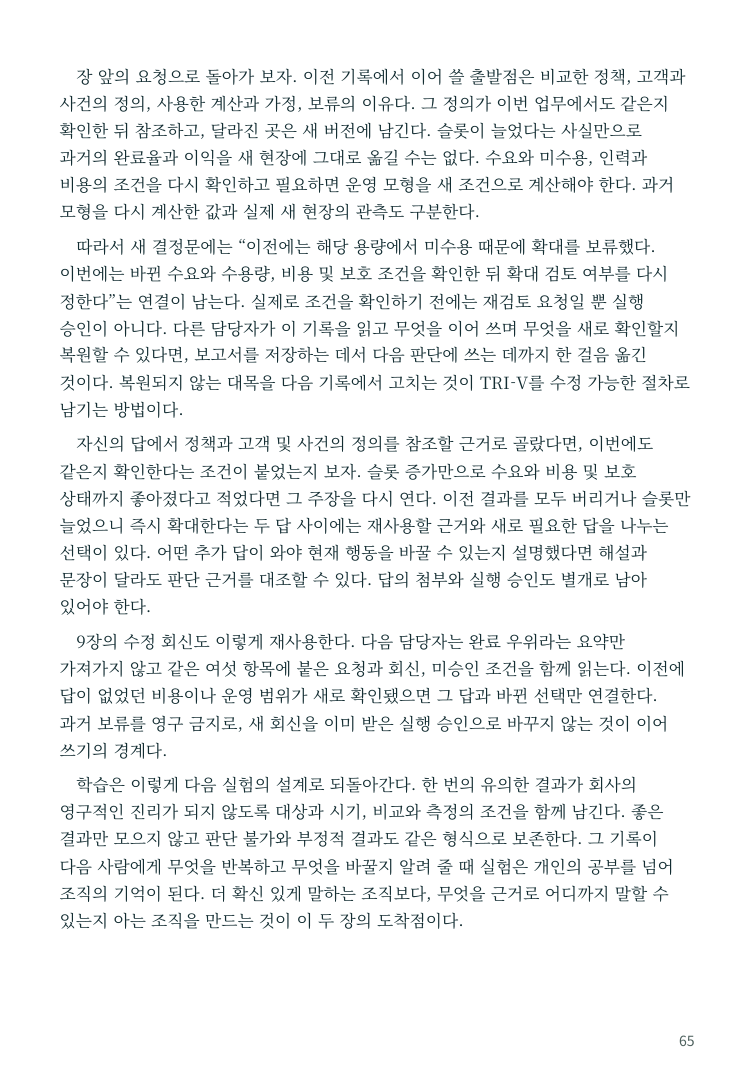 장 앞의 요청으로 돌아가 보자. 이전 기록에서 이어 쓸 출발점은 비교한 정책, 고객과
사건의 정의, 사용한 계산과 가정, 보류의 이유다. 그 정의가 이번 업무에서도 같은지
확인한 뒤 참조하고, 달라진 곳은 새 버전에 남긴다. 슬롯이 늘었다는 사실만으로
과거의 완료율과 이익을 새 현장에 그대로 옮길 수는 없다. 수요와 미수용, 인력과
비용의 조건을 다시 확인하고 필요하면 운영 모형을 새 조건으로 계산해야 한다. 과거
모형을 다시 계산한 값과 실제 새 현장의 관측도 구분한다.
따라서 새 결정문에는 “이전에는 해당 용량에서 미수용 때문에 확대를 보류했다.
이번에는 바뀐 수요와 수용량, 비용 및 보호 조건을 확인한 뒤 확대 검토 여부를 다시
정한다”는 연결이 남는다. 실제로 조건을 확인하기 전에는 재검토 요청일 뿐 실행
승인이 아니다. 다른 담당자가 이 기록을 읽고 무엇을 이어 쓰며 무엇을 새로 확인할지
복원할 수 있다면, 보고서를 저장하는 데서 다음 판단에 쓰는 데까지 한 걸음 옮긴
것이다. 복원되지 않는 대목을 다음 기록에서 고치는 것이 TRI-V를 수정 가능한 절차로
남기는 방법이다.
자신의 답에서 정책과 고객 및 사건의 정의를 참조할 근거로 골랐다면, 이번에도
같은지 확인한다는 조건이 붙었는지 보자. 슬롯 증가만으로 수요와 비용 및 보호
상태까지 좋아졌다고 적었다면 그 주장을 다시 연다. 이전 결과를 모두 버리거나 슬롯만
늘었으니 즉시 확대한다는 두 답 사이에는 재사용할 근거와 새로 필요한 답을 나누는
선택이 있다. 어떤 추가 답이 와야 현재 행동을 바꿀 수 있는지 설명했다면 해설과
문장이 달라도 판단 근거를 대조할 수 있다. 답의 첨부와 실행 승인도 별개로 남아
있어야 한다.
9장의 수정 회신도 이렇게 재사용한다. 다음 담당자는 완료 우위라는 요약만
가져가지 않고 같은 여섯 항목에 붙은 요청과 회신, 미승인 조건을 함께 읽는다. 이전에
답이 없었던 비용이나 운영 범위가 새로 확인됐으면 그 답과 바뀐 선택만 연결한다.
과거 보류를 영구 금지로, 새 회신을 이미 받은 실행 승인으로 바꾸지 않는 것이 이어
쓰기의 경계다.
학습은 이렇게 다음 실험의 설계로 되돌아간다. 한 번의 유의한 결과가 회사의
영구적인 진리가 되지 않도록 대상과 시기, 비교와 측정의 조건을 함께 남긴다. 좋은
결과만 모으지 않고 판단 불가와 부정적 결과도 같은 형식으로 보존한다. 그 기록이
다음 사람에게 무엇을 반복하고 무엇을 바꿀지 알려 줄 때 실험은 개인의 공부를 넘어
조직의 기억이 된다. 더 확신 있게 말하는 조직보다, 무엇을 근거로 어디까지 말할 수
있는지 아는 조직을 만드는 것이 이 두 장의 도착점이다.
65